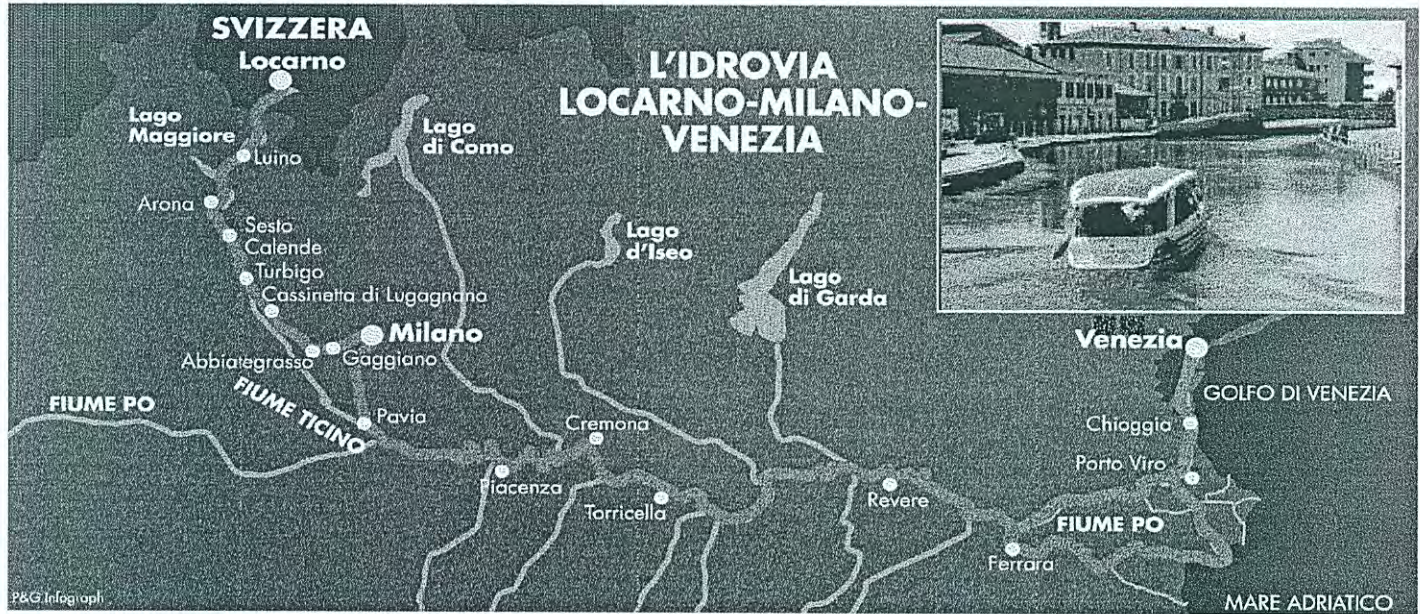 SVIZZERA
Locarno
L'IDROVIA
LOCARNO-MILANO-
VENEZIA
Lago
Maggiore
Luino
Lago
di Como
Arona
Sesto
Calende
Turbigo
Cassinetta di Lugagnana
Lago
d'Iseo
Lago
di Garda
Milano
Abbiategrasso
Gaggiano
Venezia
GOLFO DI VENEZIA
FIUME PO
FIUME TICINO
Pavia
Cremona
Chioggia
Piacenza
Torricella
Revere
Porto Viro
FIUME PO
Ferrara
MARE ADRIATICO
P&G Infograph